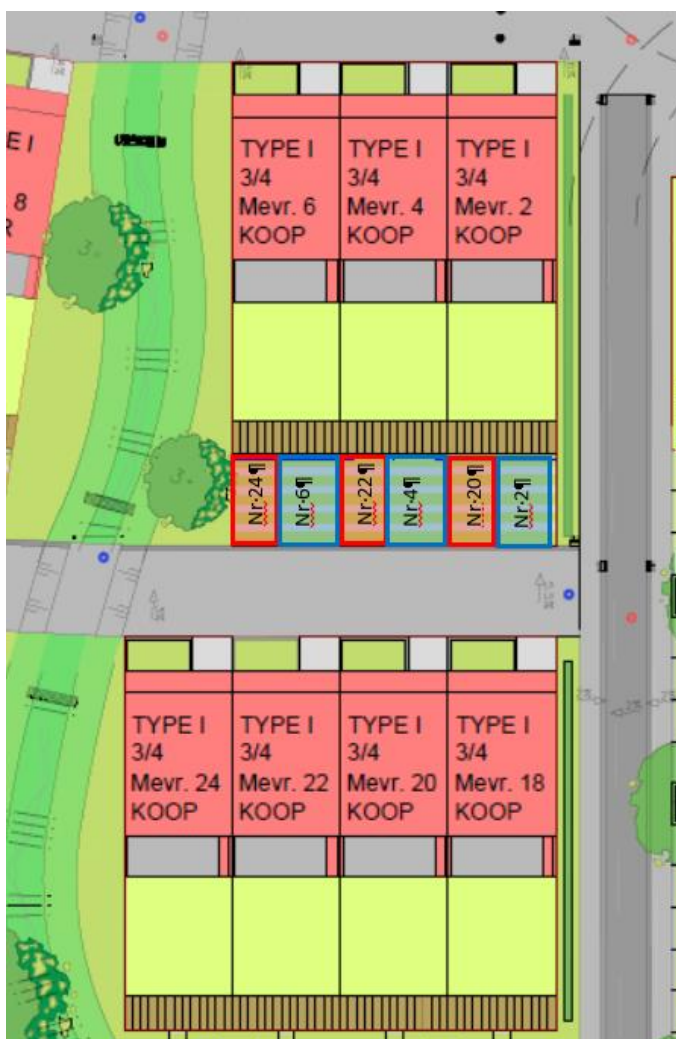 E I
8
R
TYPE I
3/4
Mevr. 6
KOOP
TYPE I
3/4
Mevr. 4
KOOP
TYPE I
3/4
Mevr. 2
KOOP
3.
3.
Nr·24¶
Nr·6¶
Nr·22¶
Nr·4¶
Nr·20¶
Nr·2¶
TYPE I
3/4
Mevr. 24
KOOP
TYPE I
3/4
Mevr. 22
KOOP
TYPE I
3/4
Mevr. 20
KOOP
TYPE I
3/4
Mevr. 18
KOOP